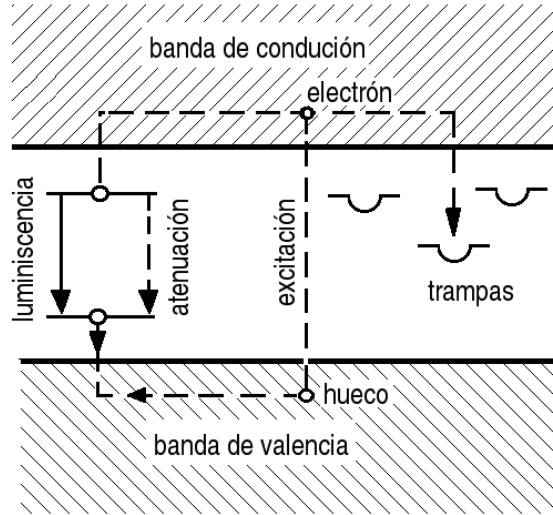 banda de condución
electrón
luminiscencia
atenuación
excitación
trampas
hueco
banda de valencia